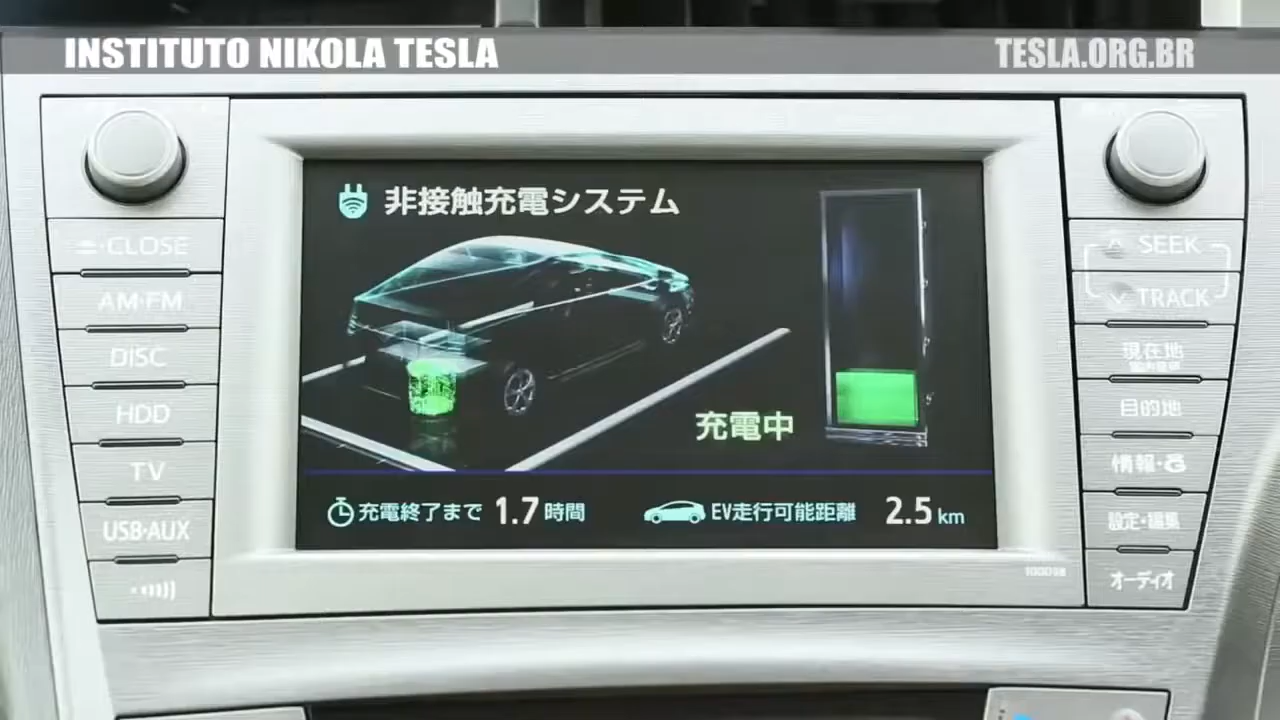 INSTITUTO NIKOLA TESLA
TESLA.ORG.BR
非接触充電システム
充電中
充電終了まで 1.7 時間
EV走行可能距離 2.5 km
CLOSE
AM·FM
DISC
HDD
TV
USB·AUX
SEEK
TRACK
現在地
目的地
情報·G
設定·編集
オーディオ